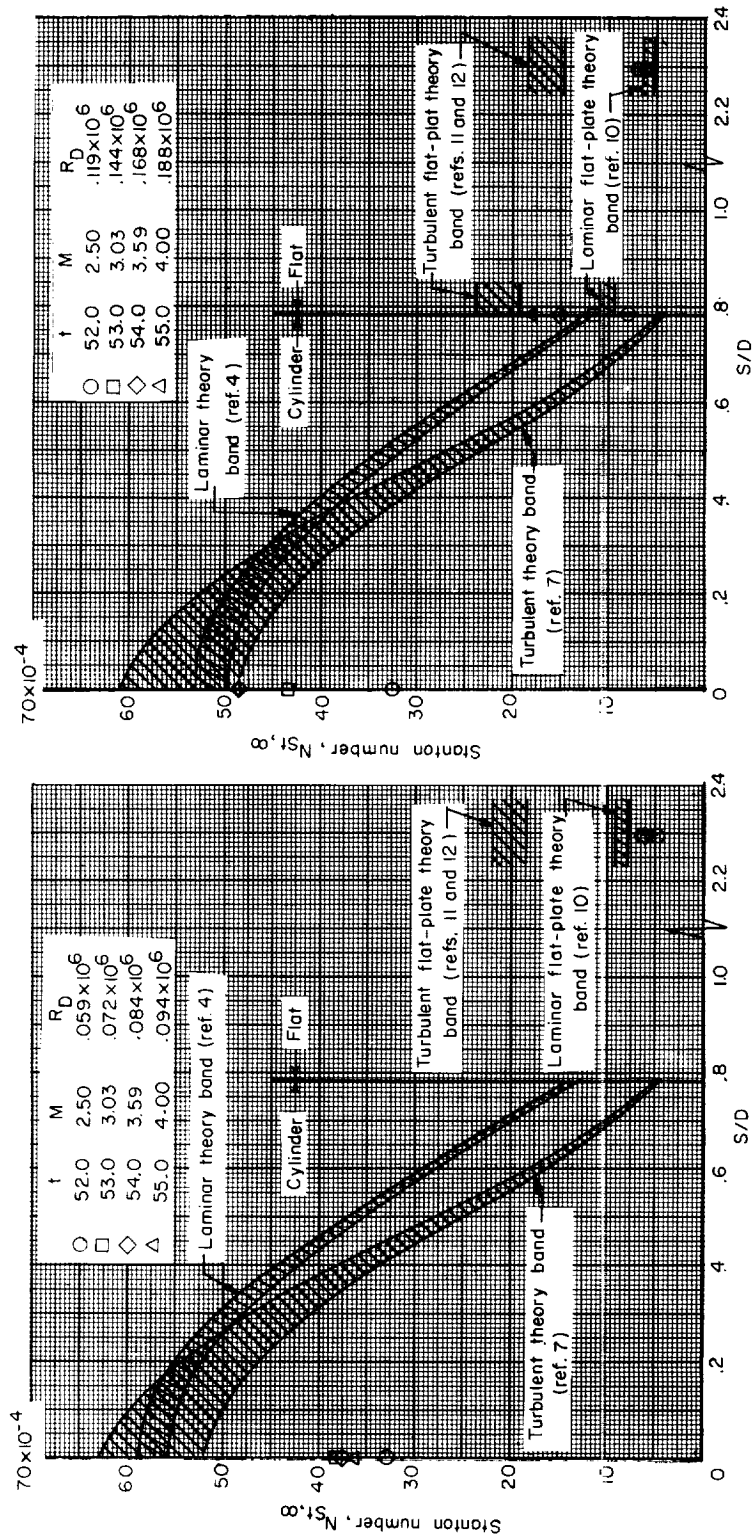 70×10⁻⁴
60
50
40
30
20
10
0
Stanton number, N_St,∞
0
.2
.4
.6
.8
1.0
2.2
2.4
S/D
t M R_D
○ 52.0 2.50 .059×10⁶
□ 53.0 3.03 .072×10⁶
◇ 54.0 3.59 .084×10⁶
△ 55.0 4.00 .094×10⁶
Laminar theory band (ref. 4)
Cylinder
Flat
Turbulent flat-plate theory
band (refs. 11 and 12)
Laminar flat-plate theory
band (ref. 10)
Turbulent theory band
(ref. 7)
70×10⁻⁴
60
50
40
30
20
10
0
Stanton number, N_St,∞
0
.2
.4
.6
.8
1.0
2.2
2.4
S/D
t M R_D
○ 52.0 2.50 .119×10⁶
□ 53.0 3.03 .144×10⁶
◇ 54.0 3.59 .168×10⁶
△ 55.0 4.00 .188×10⁶
Laminar theory
band (ref. 4)
Cylinder
Flat
Turbulent flat-plat theory
band (refs. 11 and 12)
Laminar flat-plate theory
band (ref. 10)
Turbulent theory band
(ref. 7)